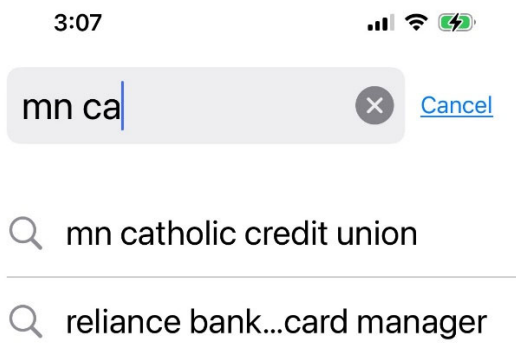 3:07
mn ca
Cancel
mn catholic credit union
reliance bank...card manager